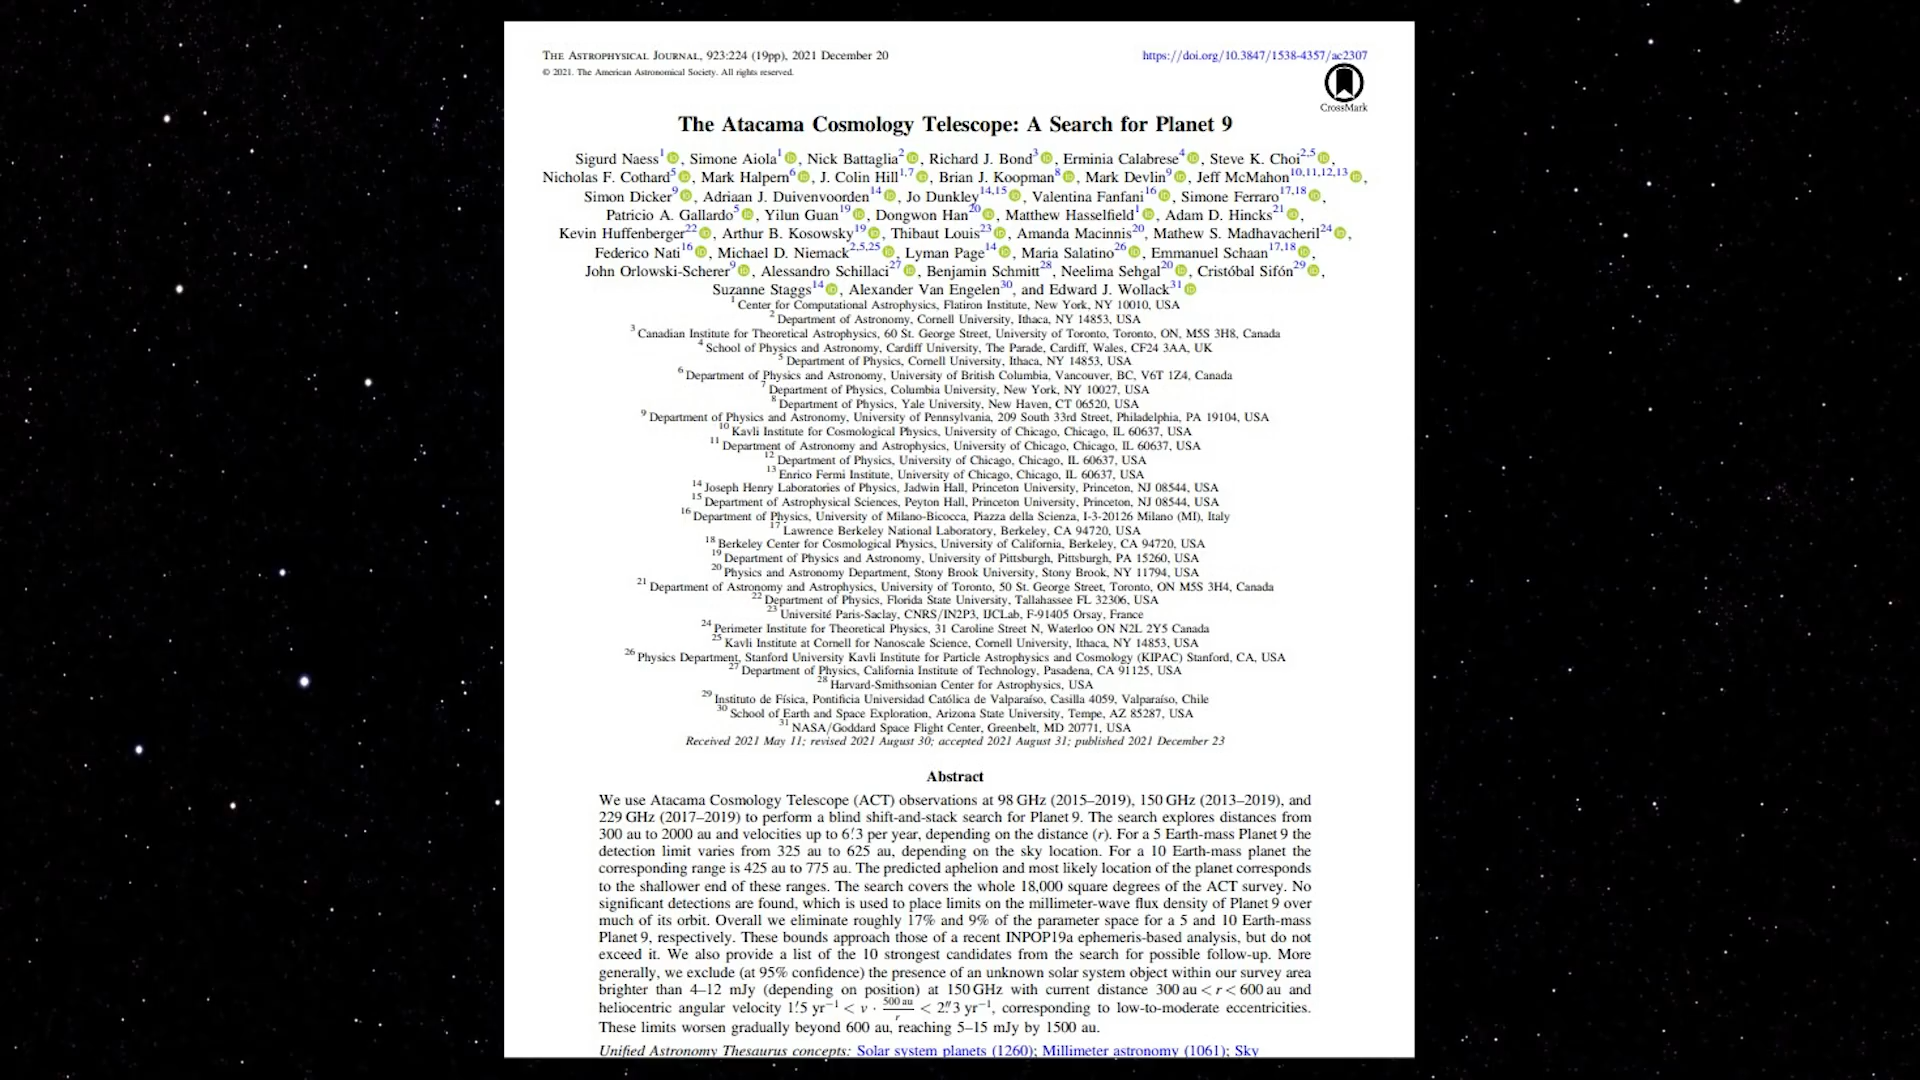 THE ASTROPHYSICAL JOURNAL, 923:224 (19pp), 2021 December 20
https://doi.org/10.3847/1538-4357/ac2307
© 2021. The American Astronomical Society. All rights reserved.
CrossMark
The Atacama Cosmology Telescope: A Search for Planet 9
Sigurd Naess1, Simone Aiola1, Nick Battaglia2, Richard J. Bond3, Erminia Calabrese4, Steve K. Choi2,5,
Nicholas F. Cothard5, Mark Halpern6, J. Colin Hill1,7, Brian J. Koopman8, Mark Devlin9, Jeff McMahon10,11,12,13,
Simon Dicker9, Adriaan J. Duivenvoorden14, Jo Dunkley14,15, Valentina Fanfani16, Simone Ferraro17,18,
Patricio A. Gallardo5, Yilun Guan19, Dongwon Han20, Matthew Hasselfield1, Adam D. Hincks21,
Kevin Huffenberger22, Arthur B. Kosowsky19, Thibaut Louis23, Amanda Macinnis20, Mathew S. Madhavacheril24,
Federico Nati16, Michael D. Niemack2,5,25, Lyman Page14, Maria Salatino26, Emmanuel Schaan17,18,
John Orlowski-Scherer9, Alessandro Schillaci27, Benjamin Schmitt28, Neelima Sehgal20, Cristóbal Sifón29,
Suzanne Staggs14, Alexander Van Engelen30, and Edward J. Wollack31
1 Center for Computational Astrophysics, Flatiron Institute, New York, NY 10010, USA
2 Department of Astronomy, Cornell University, Ithaca, NY 14853, USA
3 Canadian Institute for Theoretical Astrophysics, 60 St. George Street, University of Toronto, Toronto, ON, M5S 3H8, Canada
4 School of Physics and Astronomy, Cardiff University, The Parade, Cardiff, Wales, CF24 3AA, UK
5 Department of Physics, Cornell University, Ithaca, NY 14853, USA
6 Department of Physics and Astronomy, University of British Columbia, Vancouver, BC, V6T 1Z4, Canada
7 Department of Physics, Columbia University, New York, NY 10027, USA
8 Department of Physics, Yale University, New Haven, CT 06520, USA
9 Department of Physics and Astronomy, University of Pennsylvania, 209 South 33rd Street, Philadelphia, PA 19104, USA
10 Kavli Institute for Cosmological Physics, University of Chicago, Chicago, IL 60637, USA
11 Department of Astronomy and Astrophysics, University of Chicago, Chicago, IL 60637, USA
12 Department of Physics, University of Chicago, Chicago, IL 60637, USA
13 Enrico Fermi Institute, University of Chicago, Chicago, IL 60637, USA
14 Joseph Henry Laboratories of Physics, Jadwin Hall, Princeton University, Princeton, NJ 08544, USA
15 Department of Astrophysical Sciences, Peyton Hall, Princeton University, Princeton, NJ 08544, USA
16 Department of Physics, University of Milano-Bicocca, Piazza della Scienza, I-3-20126 Milano (MI), Italy
17 Lawrence Berkeley National Laboratory, Berkeley, CA 94720, USA
18 Berkeley Center for Cosmological Physics, University of California, Berkeley, CA 94720, USA
19 Department of Physics and Astronomy, University of Pittsburgh, Pittsburgh, PA 15260, USA
20 Physics and Astronomy Department, Stony Brook University, Stony Brook, NY 11794, USA
21 Department of Astronomy and Astrophysics, University of Toronto, 50 St. George Street, Toronto, ON M5S 3H4, Canada
22 Department of Physics, Florida State University, Tallahassee FL 32306, USA
23 Université Paris-Saclay, CNRS/IN2P3, IJCLab, F-91405 Orsay, France
24 Perimeter Institute for Theoretical Physics, 31 Caroline Street N, Waterloo ON N2L 2Y5 Canada
25 Kavli Institute at Cornell for Nanoscale Science, Cornell University, Ithaca, NY 14853, USA
26 Physics Department, Stanford University Kavli Institute for Particle Astrophysics and Cosmology (KIPAC) Stanford, CA, USA
27 Department of Physics, California Institute of Technology, Pasadena, CA 91125, USA
28 Harvard-Smithsonian Center for Astrophysics, USA
29 Instituto de Física, Pontificia Universidad Católica de Valparaíso, Casilla 4059, Valparaíso, Chile
30 School of Earth and Space Exploration, Arizona State University, Tempe, AZ 85287, USA
31 NASA/Goddard Space Flight Center, Greenbelt, MD 20771, USA
Received 2021 May 11; revised 2021 August 30; accepted 2021 August 31; published 2021 December 23
Abstract
We use Atacama Cosmology Telescope (ACT) observations at 98 GHz (2015–2019), 150 GHz (2013–2019), and
229 GHz (2017–2019) to perform a blind shift-and-stack search for Planet 9. The search explores distances from
300 au to 2000 au and velocities up to 6.′3 per year, depending on the distance (r). For a 5 Earth-mass Planet 9 the
detection limit varies from 325 au to 625 au, depending on the sky location. For a 10 Earth-mass planet the
corresponding range is 425 au to 775 au. The predicted aphelion and most likely location of the planet corresponds
to the shallower end of these ranges. The search covers the whole 18,000 square degrees of the ACT survey. No
significant detections are found, which is used to place limits on the millimeter-wave flux density of Planet 9 over
much of its orbit. Overall we eliminate roughly 17% and 9% of the parameter space for a 5 and 10 Earth-mass
Planet 9, respectively. These bounds approach those of a recent INPOP19a ephemeris-based analysis, but do not
exceed it. We also provide a list of the 10 strongest candidates from the search for possible follow-up. More
generally, we exclude (at 95% confidence) the presence of an unknown solar system object within our survey area
brighter than 4–12 mJy (depending on position) at 150 GHz with current distance 300 au < r < 600 au and
heliocentric angular velocity 1.′5 yr−1 < v · 500 au/r < 2.″3 yr−1, corresponding to low-to-moderate eccentricities.
These limits worsen gradually beyond 600 au, reaching 5–15 mJy by 1500 au.
Unified Astronomy Thesaurus concepts: Solar system planets (1260); Millimeter astronomy (1061); Sky